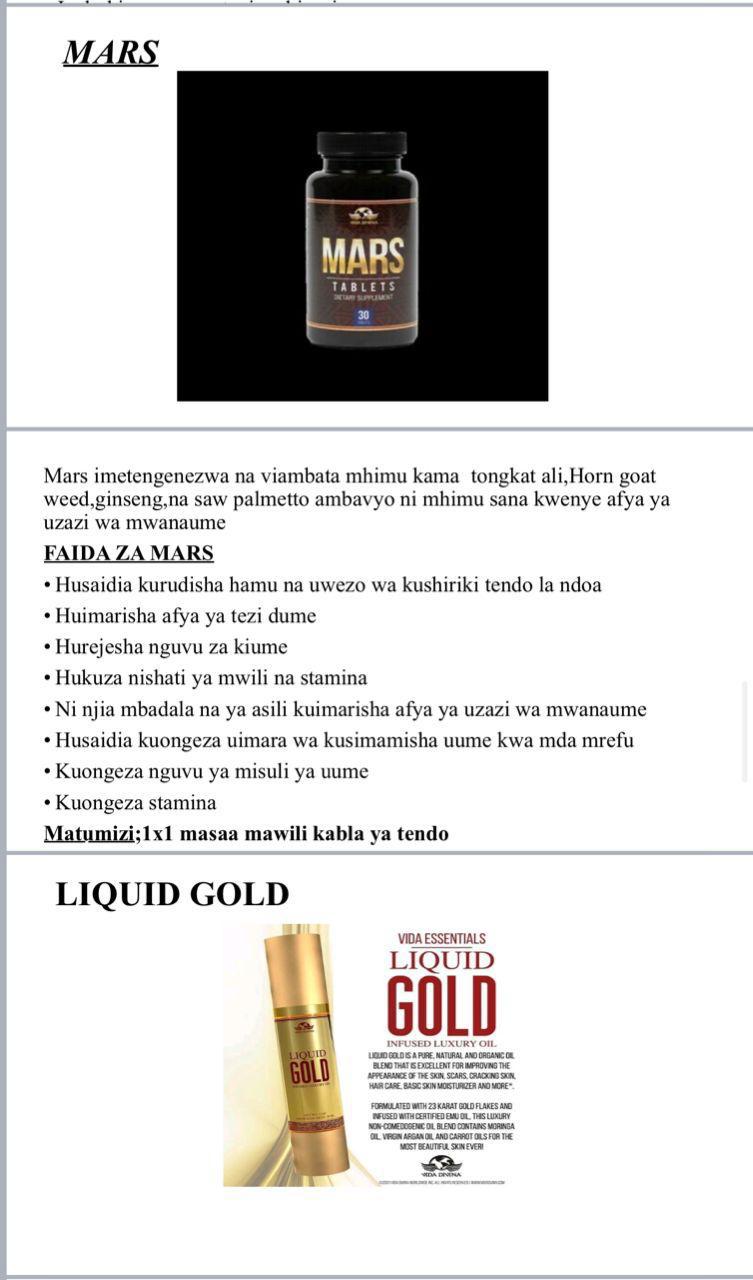 MARS
VIDA DIVINA
MARS
TABLETS
DIETARY SUPPLEMENT
30
Mars imetengenezwa na viambata mhimu kama  tongkat ali,Horn goat
weed,ginseng,na saw palmetto ambavyo ni mhimu sana kwenye afya ya
uzazi wa mwanaume
FAIDA ZA MARS
• Husaidia kurudisha hamu na uwezo wa kushiriki tendo la ndoa
• Huimarisha afya ya tezi dume
• Hurejesha nguvu za kiume
• Hukuza nishati ya mwili na stamina
• Ni njia mbadala na ya asili kuimarisha afya ya uzazi wa mwanaume
• Husaidia kuongeza uimara wa kusimamisha uume kwa mda mrefu
• Kuongeza nguvu ya misuli ya uume
• Kuongeza stamina
Matumizi;1x1 masaa mawili kabla ya tendo
LIQUID GOLD
LIQUID
GOLD
VIDA ESSENTIALS
LIQUID
GOLD
INFUSED LUXURY OIL
LIQUID GOLD IS A PURE, NATURAL AND ORGANIC OIL
BLEND THAT IS EXCELLENT FOR IMPROVING THE
APPEARANCE OF THE SKIN, SCARS, CRACKING SKIN,
HAIR CARE, BASIC SKIN MOISTURIZER AND MORE*.
FORMULATED WITH 23 KARAT GOLD FLAKES AND
INFUSED WITH CERTIFIED EMU OIL, THIS LUXURY
NON-COMEDOGENIC OIL BLEND CONTAINS MORINGA
OIL, VIRGIN ARGAN OIL AND CARROT OILS FOR THE
MOST BEAUTIFUL SKIN EVER!
VIDA DIVINA